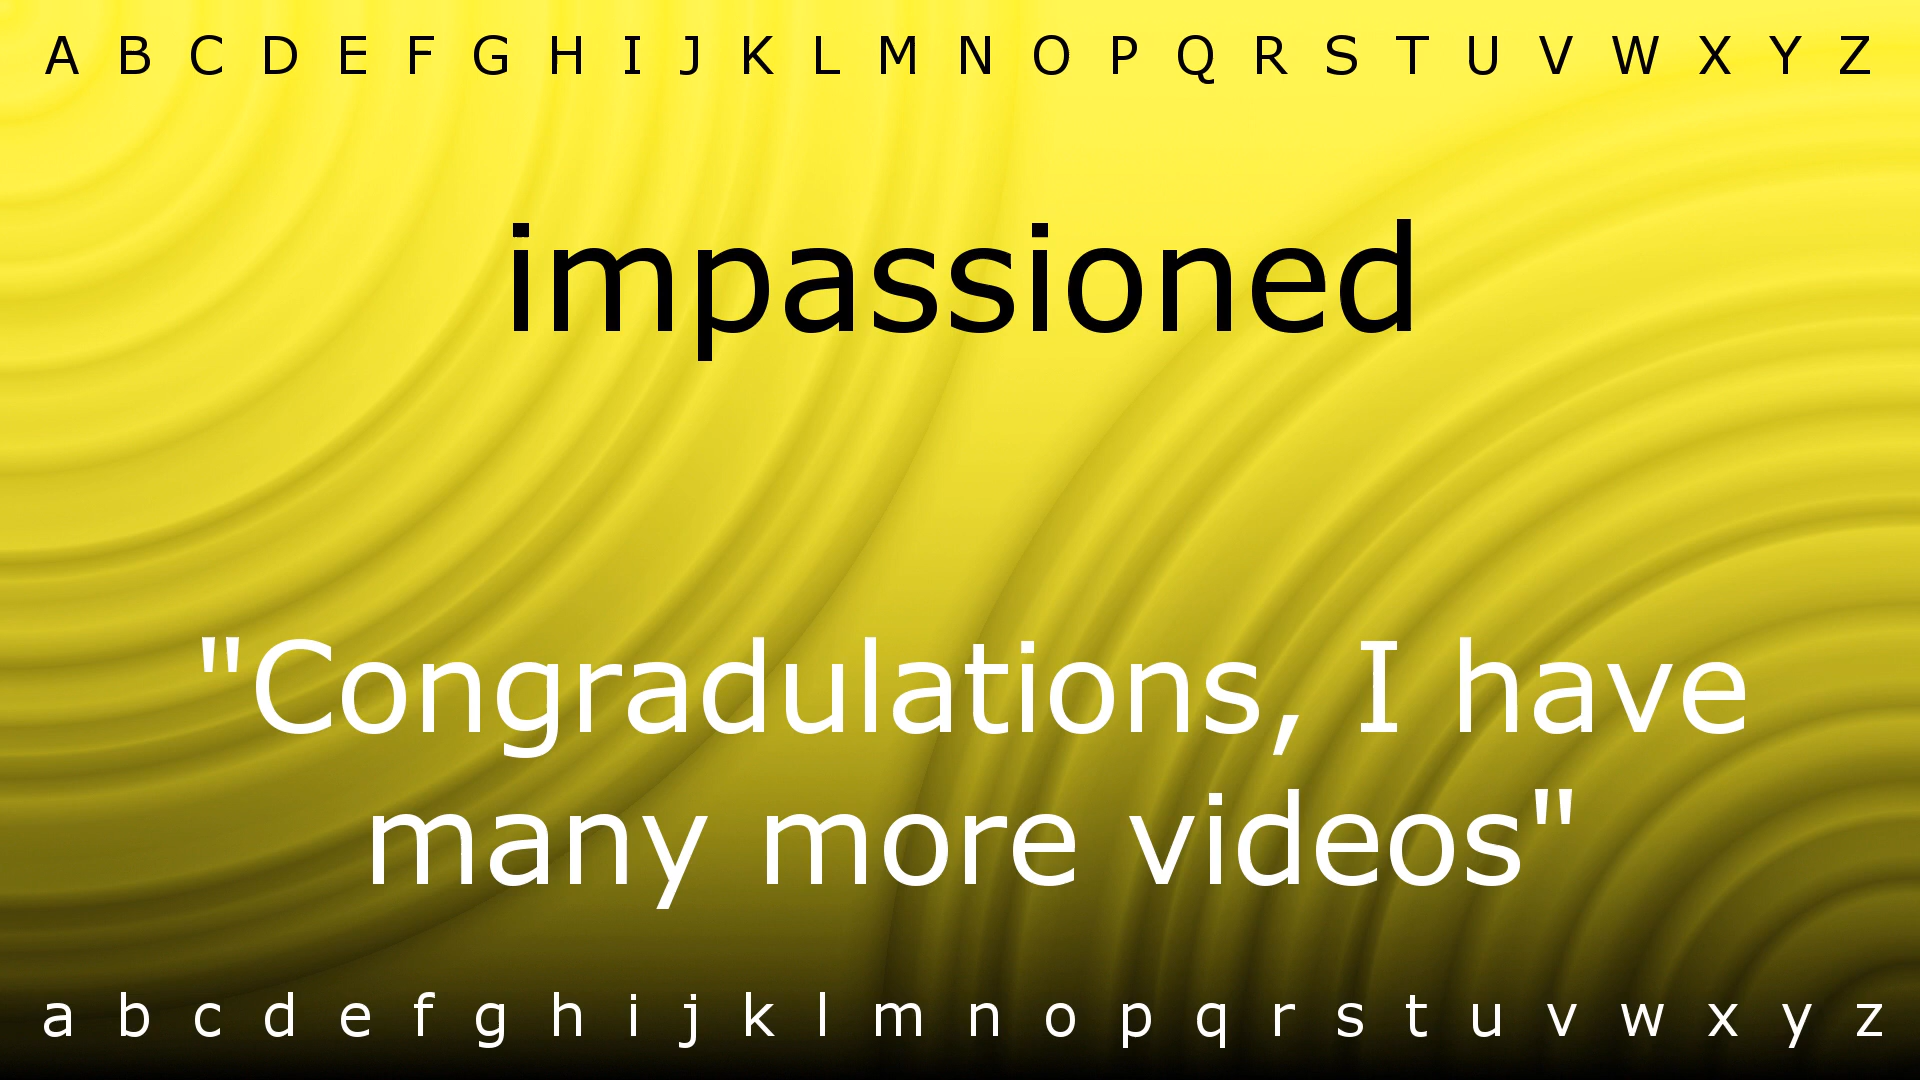 A B C D E F G H I J K L M N O P Q R S T U V W X Y Z
impassioned
"Congradulations, I have
many more videos"
a b c d e f g h i j k l m n o p q r s t u v w x y z